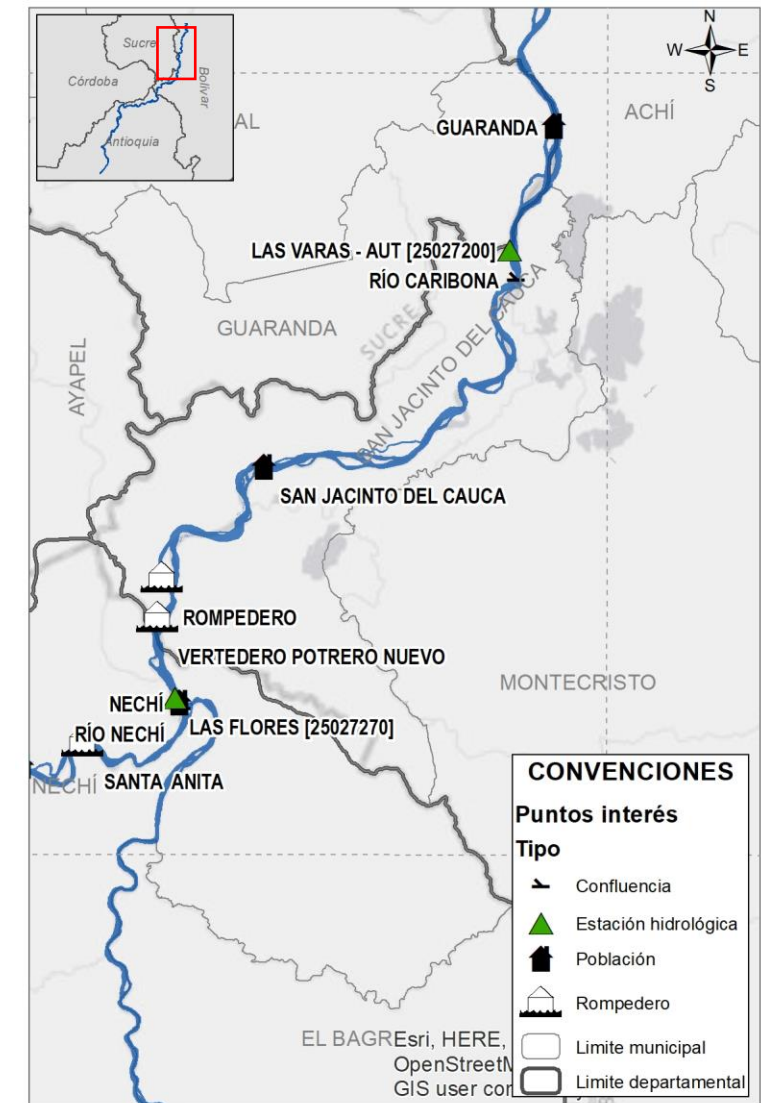 N
W E
S
Sucre
Córdoba
Bolívar
Antioquia
AL
ACHÍ
GUARANDA
LAS VARAS - AUT [25027200]
RÍO CARIBONA
GUARANDA
SUCRE
AYAPEL
SAN JACINTO DEL CAUCA
SAN JACINTO DEL CAUCA
ROMPEDERO
VERTEDERO POTRERO NUEVO
MONTECRISTO
NECHÍ
LAS FLORES [25027270]
RÍO NECHÍ
NECHÍ
SANTA ANITA
CONVENCIONES
Puntos interés
Tipo
Confluencia
Estación hidrológica
Población
Rompedero
Limite municipal
Limite departamental
EL BAGRE
Esri, HERE,
OpenStreetM
GIS user co